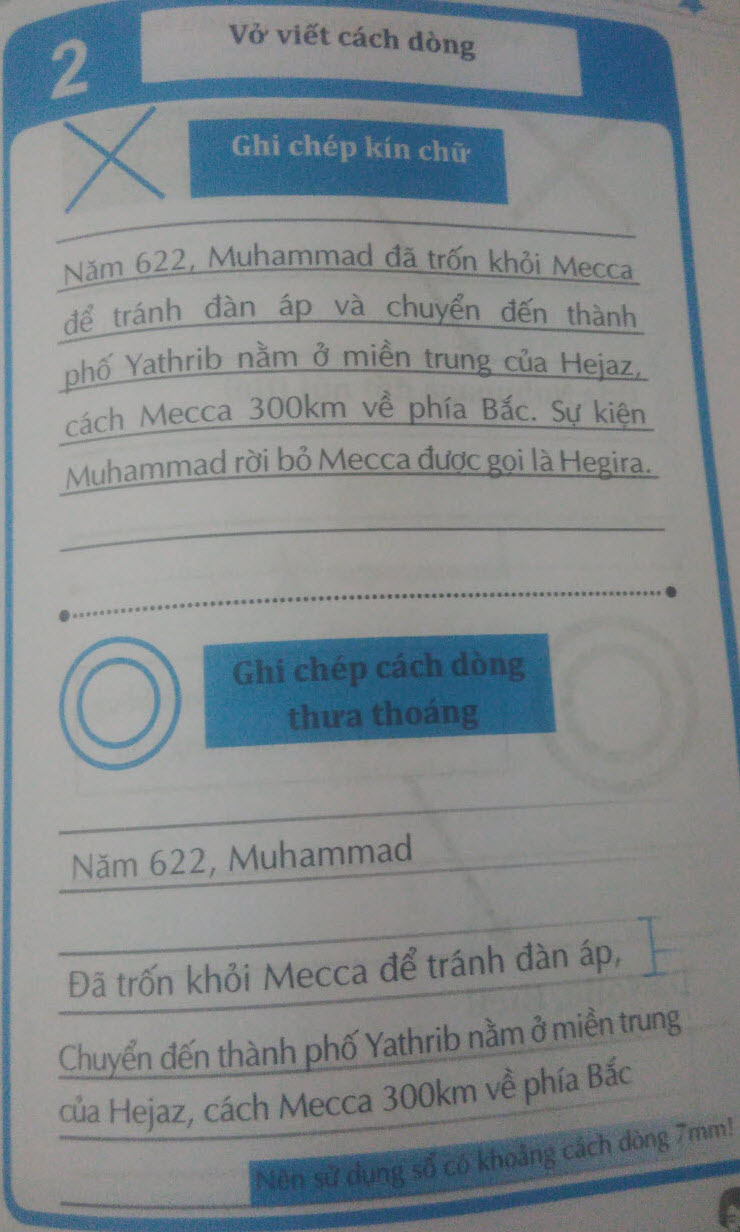 2
Vở viết cách dòng
Ghi chép kín chữ
Năm 622, Muhammad đã trốn khỏi Mecca
để tránh đàn áp và chuyển đến thành
phố Yathrib nằm ở miền trung của Hejaz,
cách Mecca 300km về phía Bắc. Sự kiện
Muhammad rời bỏ Mecca được gọi là Hegira.
Ghi chép cách dòng
thưa thoáng
Năm 622, Muhammad
Đã trốn khỏi Mecca để tránh đàn áp,
Chuyển đến thành phố Yathrib nằm ở miền trung
của Hejaz, cách Mecca 300km về phía Bắc
Nên sử dụng sổ có khoảng cách dòng 7mm!